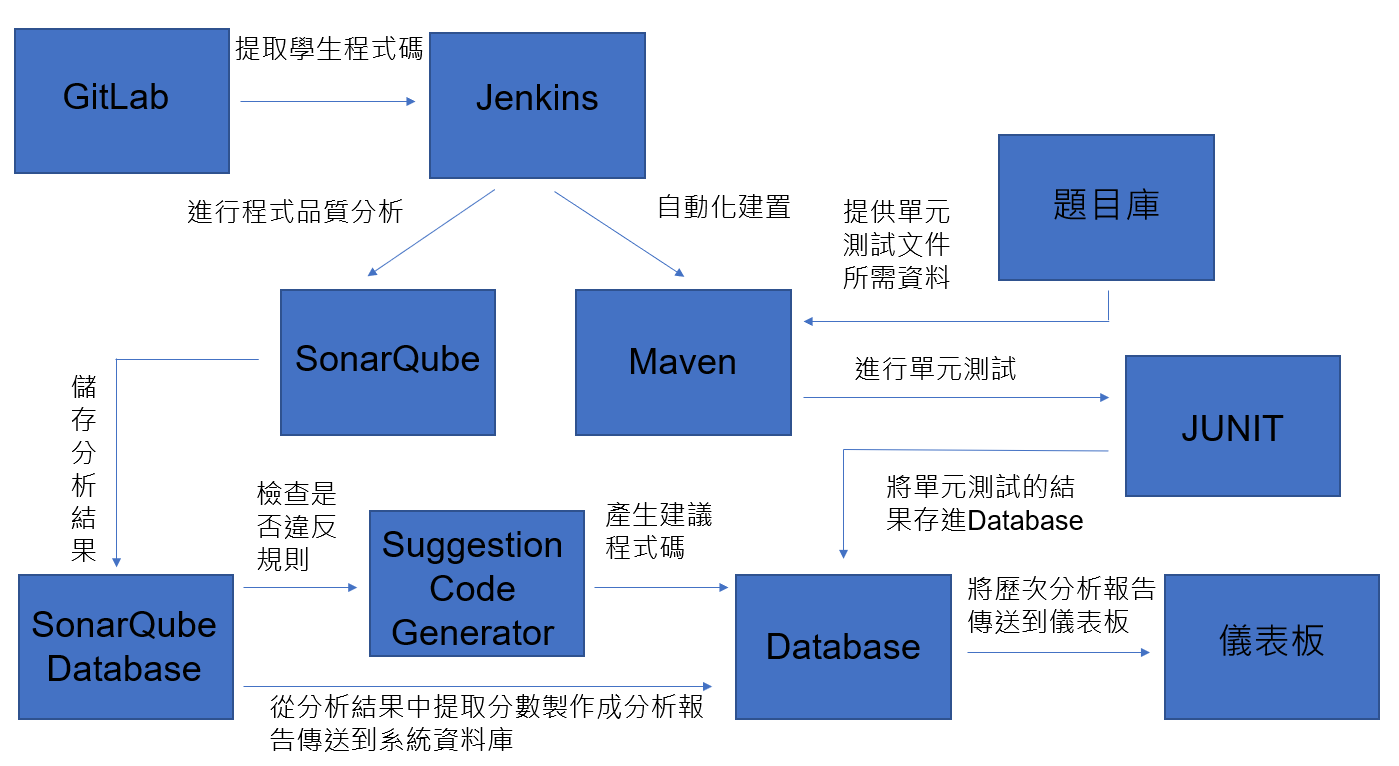 GitLab
提取學生程式碼
Jenkins
題目庫
進行程式品質分析
自動化建置
提供單元
測試文件
所需資料
SonarQube
Maven
進行單元測試
JUNIT
儲
存
分
析
結
果
檢查是
否違反
規則
Suggestion
Code
Generator
產生建議
程式碼
將單元測試的結
果存進Database
SonarQube
Database
Database
將歷次分析報告
傳送到儀表板
儀表板
從分析結果中提取分數製作成分析報
告傳送到系統資料庫